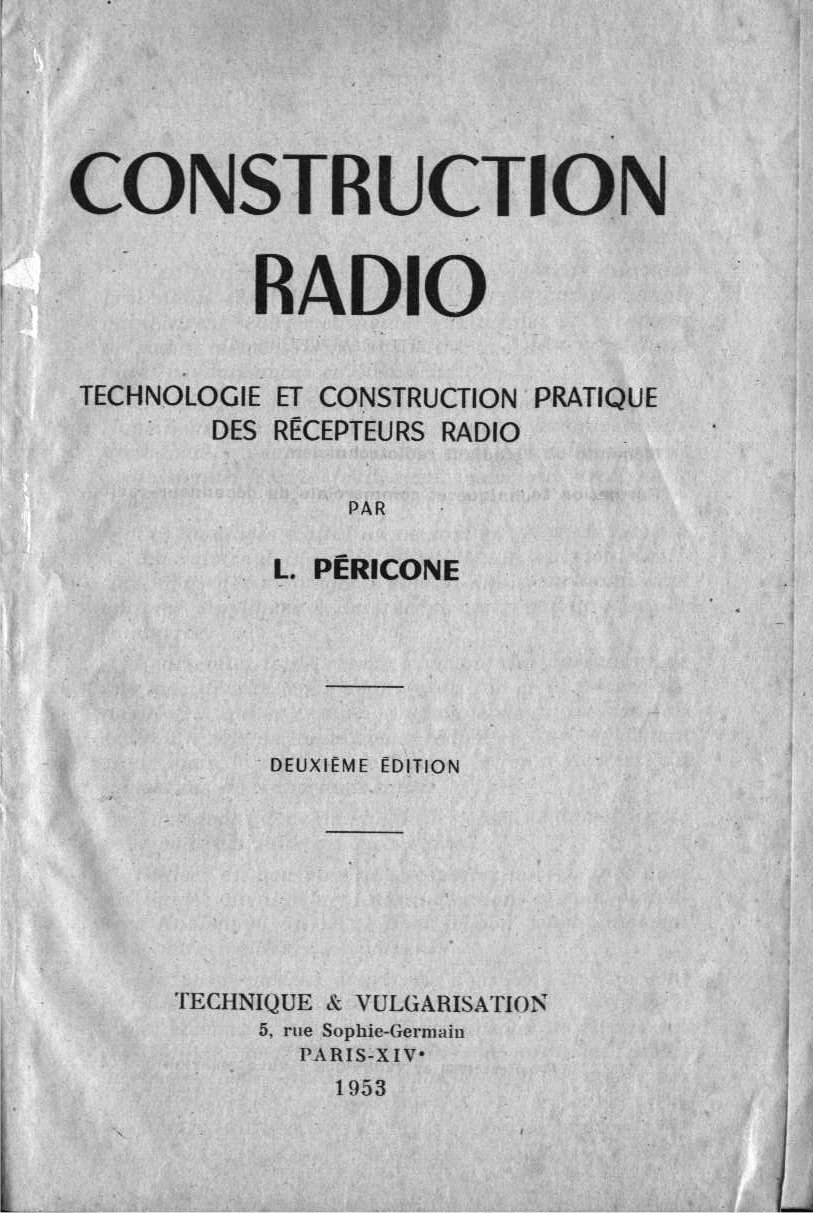 CONSTRUCTION
RADIO
TECHNOLOGIE ET CONSTRUCTION PRATIQUE
DES RÉCEPTEURS RADIO
PAR
L. PÉRICONE
DEUXIÈME ÉDITION
TECHNIQUE & VULGARISATION
5, rue Sophie-Germain
PARIS-XIVe
1953